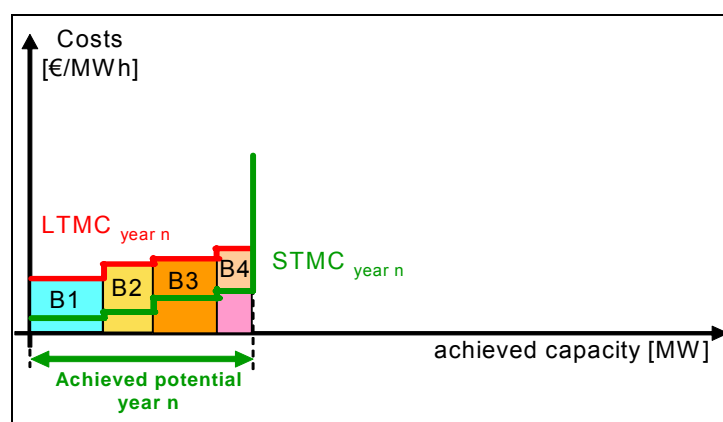 Costs
[€/MWh]
LTMC year n
B1
B2
B3
B4
STMC year n
achieved capacity [MW]
Achieved potential
year n